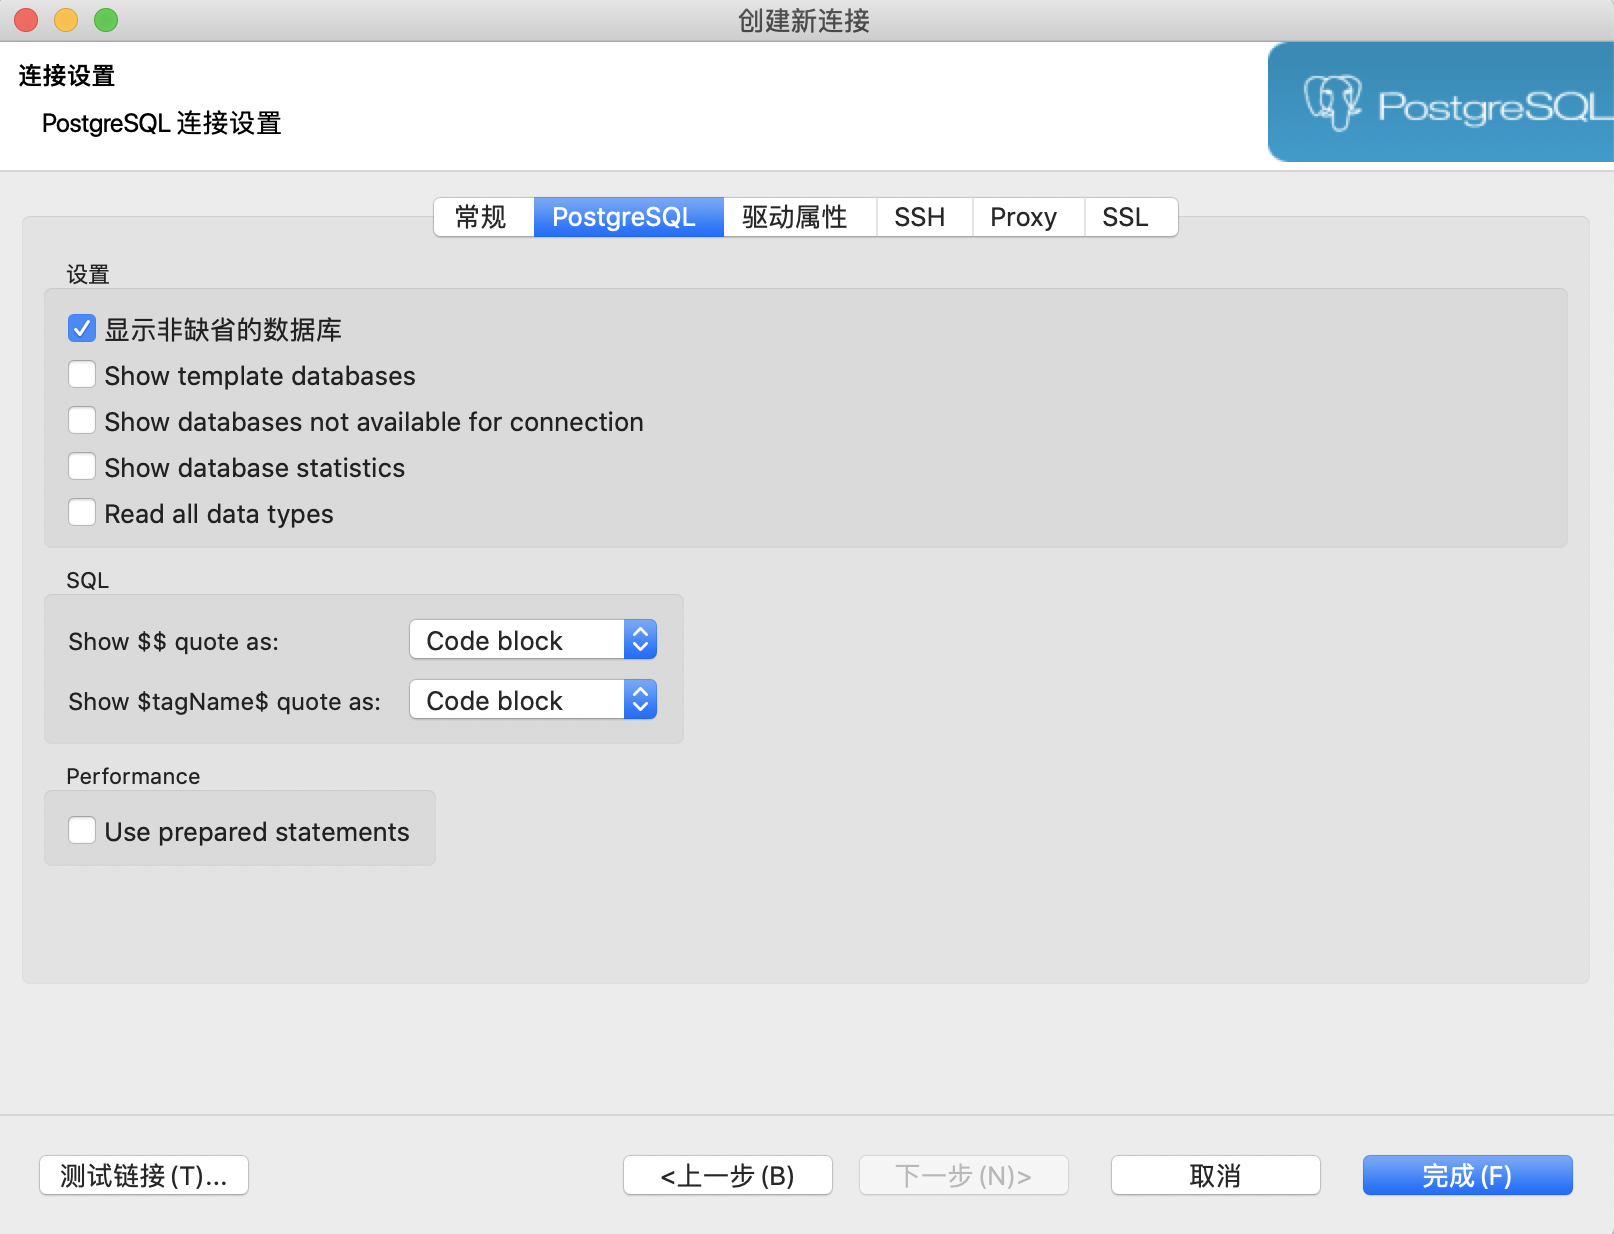 创建新连接
连接设置
PostgreSQL 连接设置
PostgreSQL
常规 PostgreSQL 驱动属性 SSH Proxy SSL
设置
显示非缺省的数据库
Show template databases
Show databases not available for connection
Show database statistics
Read all data types
SQL
Show $$ quote as: Code block
Show $tagName$ quote as: Code block
Performance
Use prepared statements
测试链接(T)... <上一步(B) 下一步(N)> 取消 完成(F)